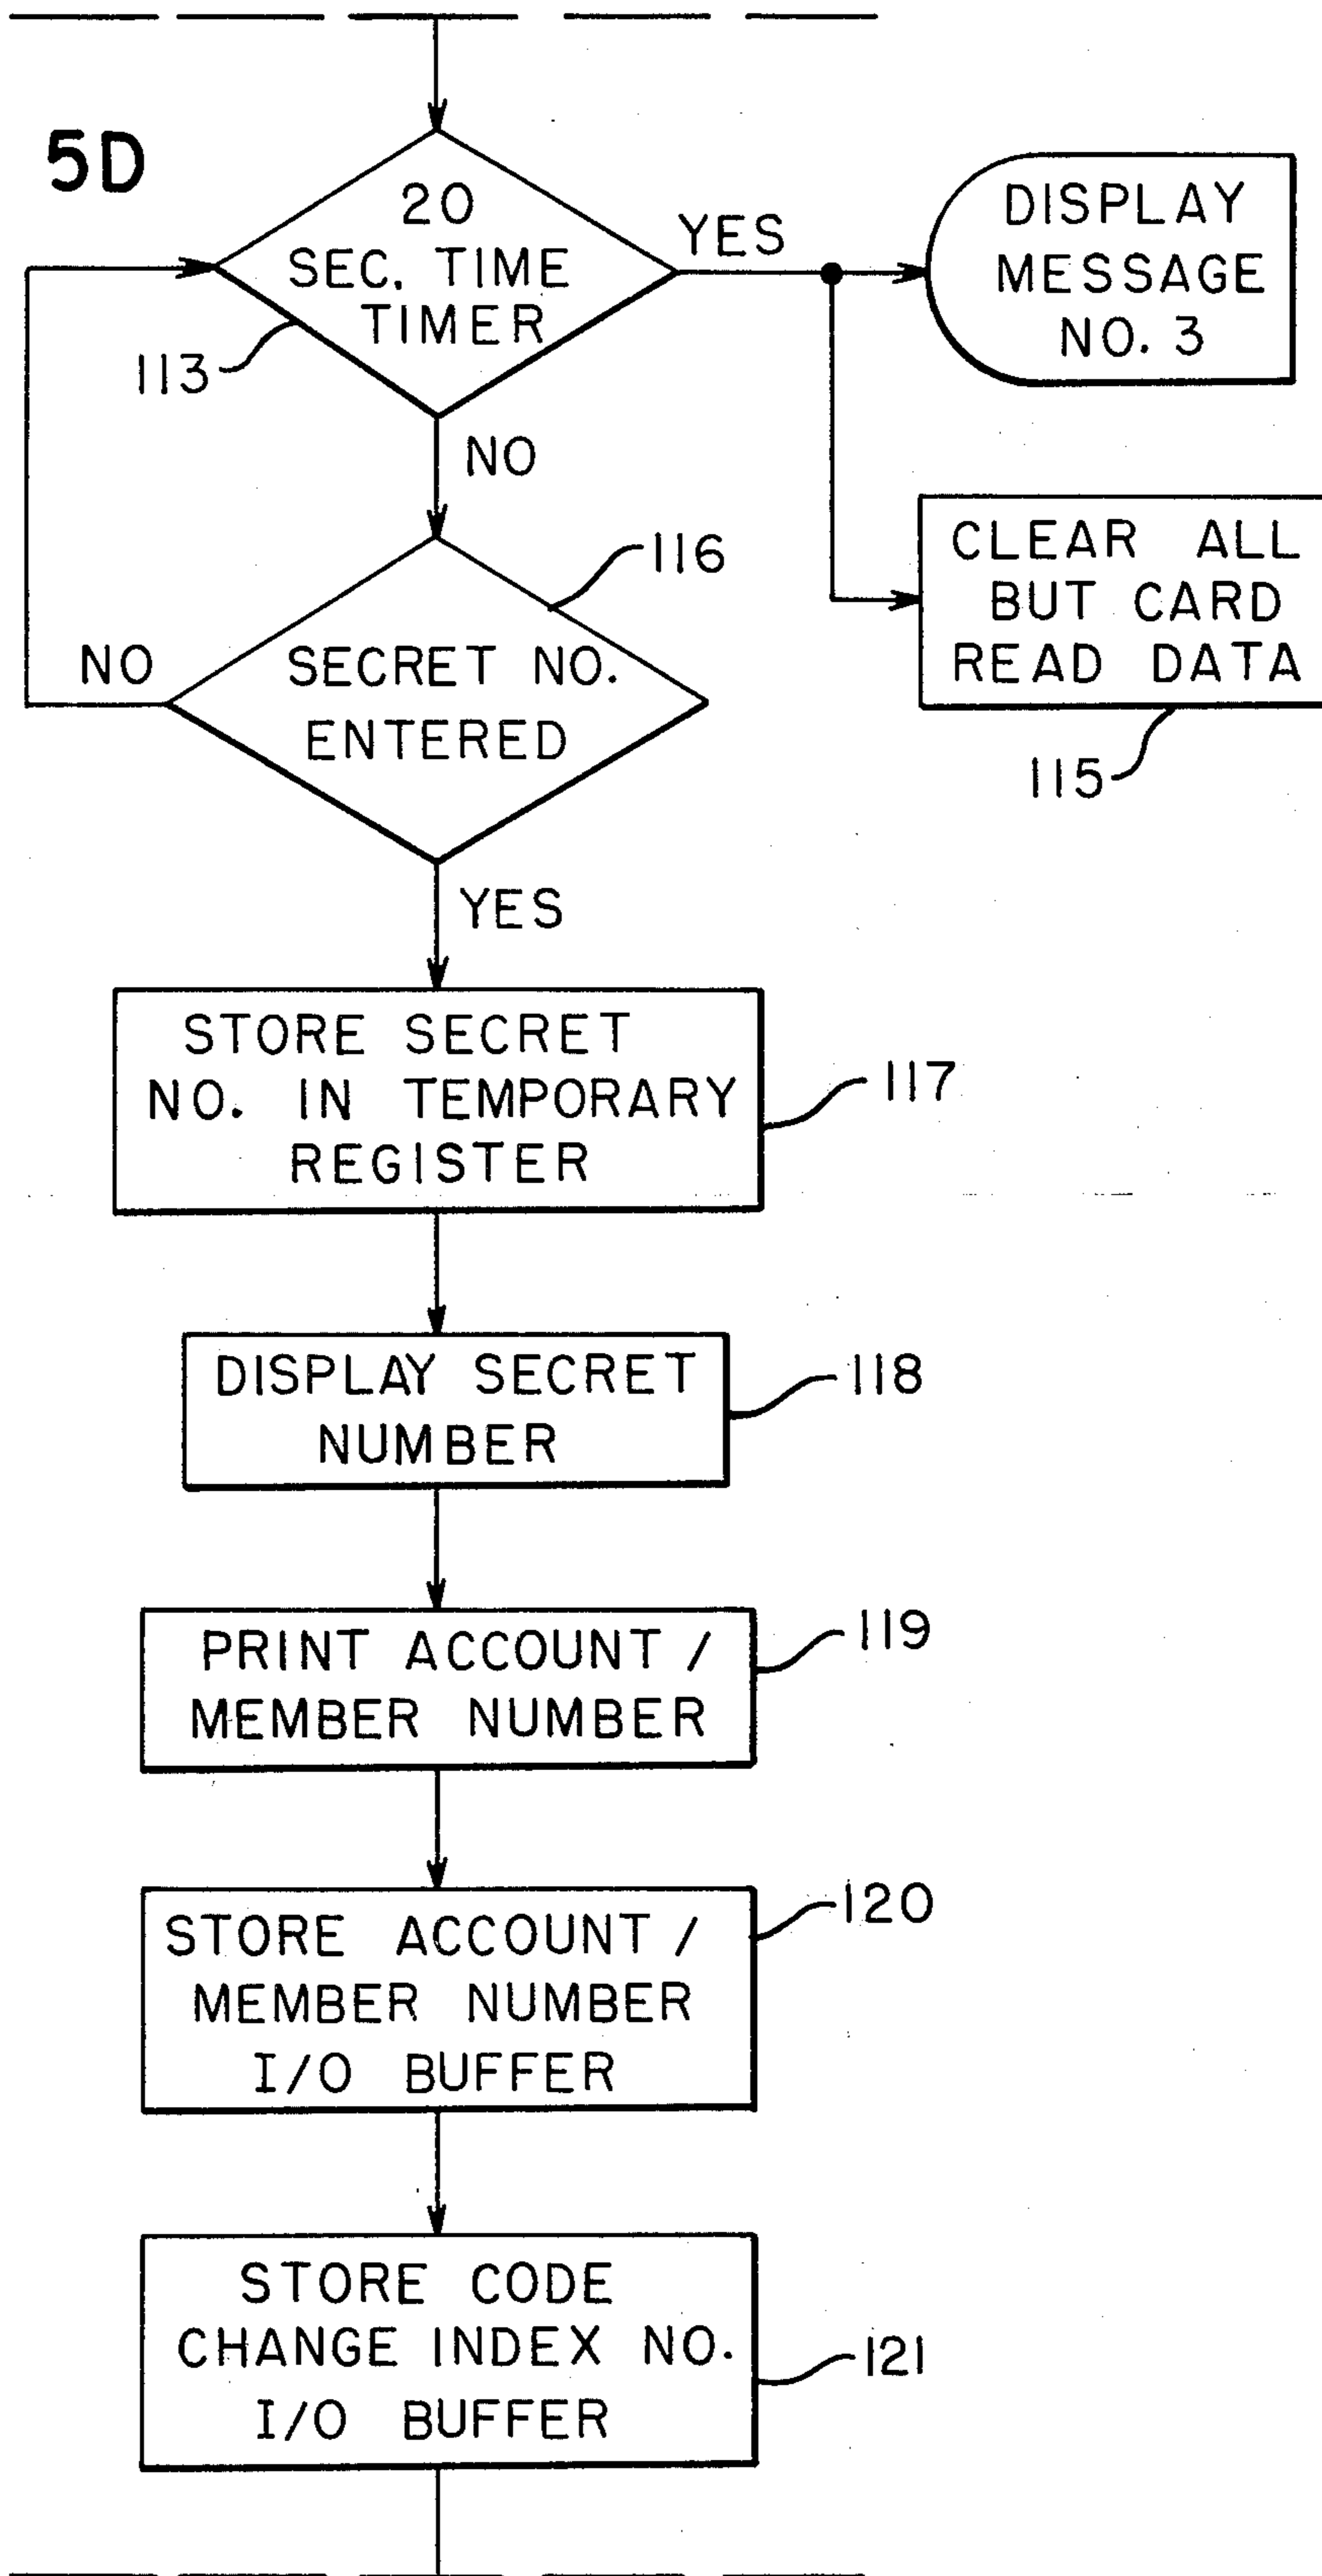 5D
20
SEC. TIME
TIMER
113
YES
DISPLAY
MESSAGE
NO. 3
NO
CLEAR ALL
BUT CARD
READ DATA
115
116
SECRET NO.
ENTERED
NO
YES
STORE SECRET
NO. IN TEMPORARY
REGISTER
117
DISPLAY SECRET
NUMBER
118
PRINT ACCOUNT /
MEMBER NUMBER
119
STORE ACCOUNT /
MEMBER NUMBER
I/O BUFFER
120
STORE CODE
CHANGE INDEX NO.
I/O BUFFER
121